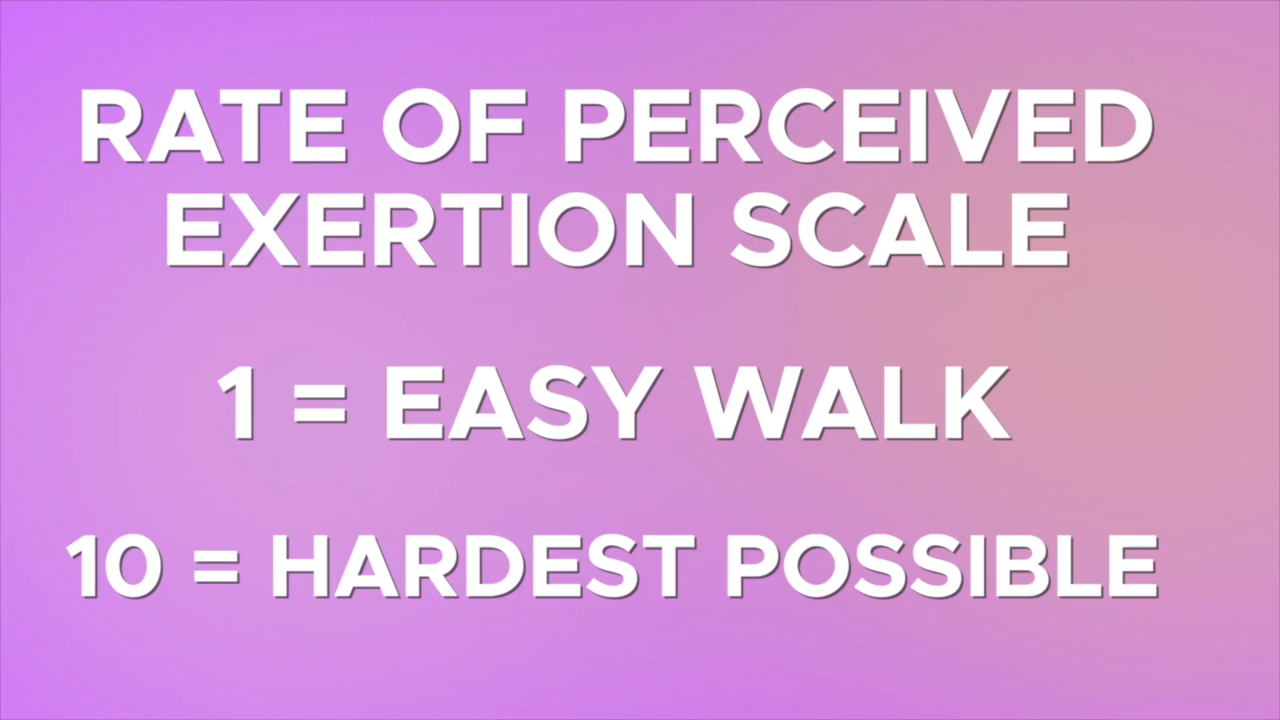 RATE OF PERCEIVED
EXERTION SCALE
1 = EASY WALK
10 = HARDEST POSSIBLE